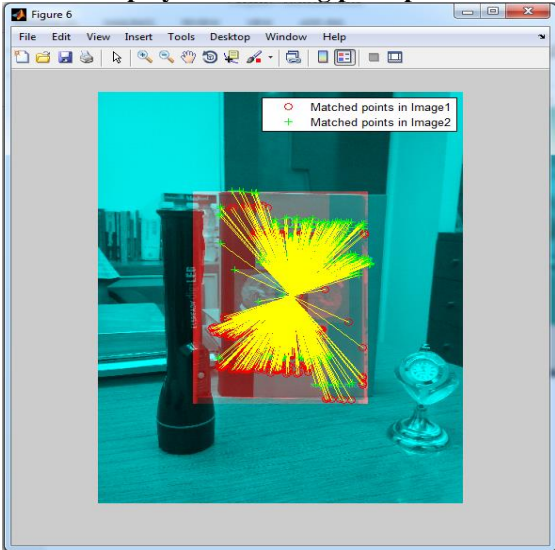 Figure 6
File Edit View Insert Tools Desktop Window Help
Matched points in Image1
Matched points in Image2